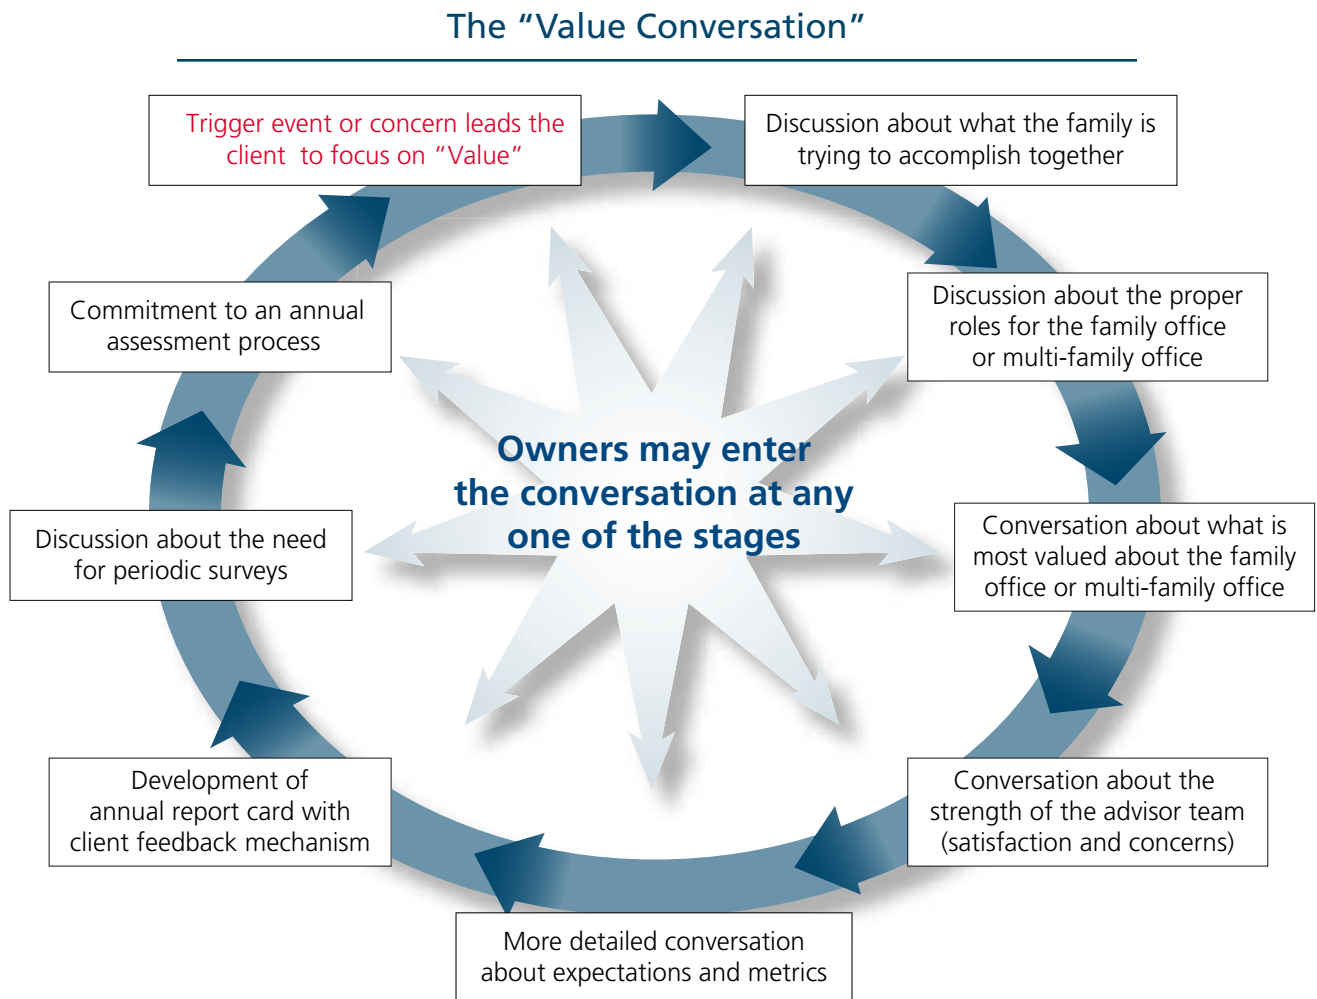 The “Value Conversation”
Trigger event or concern leads the
client to focus on “Value”
Discussion about what the family is
trying to accomplish together
Discussion about the proper
roles for the family office
or multi-family office
Conversation about what is
most valued about the family
office or multi-family office
Conversation about the
strength of the advisor team
(satisfaction and concerns)
More detailed conversation
about expectations and metrics
Development of
annual report card with
client feedback mechanism
Discussion about the need
for periodic surveys
Commitment to an annual
assessment process
Owners may enter
the conversation at any
one of the stages